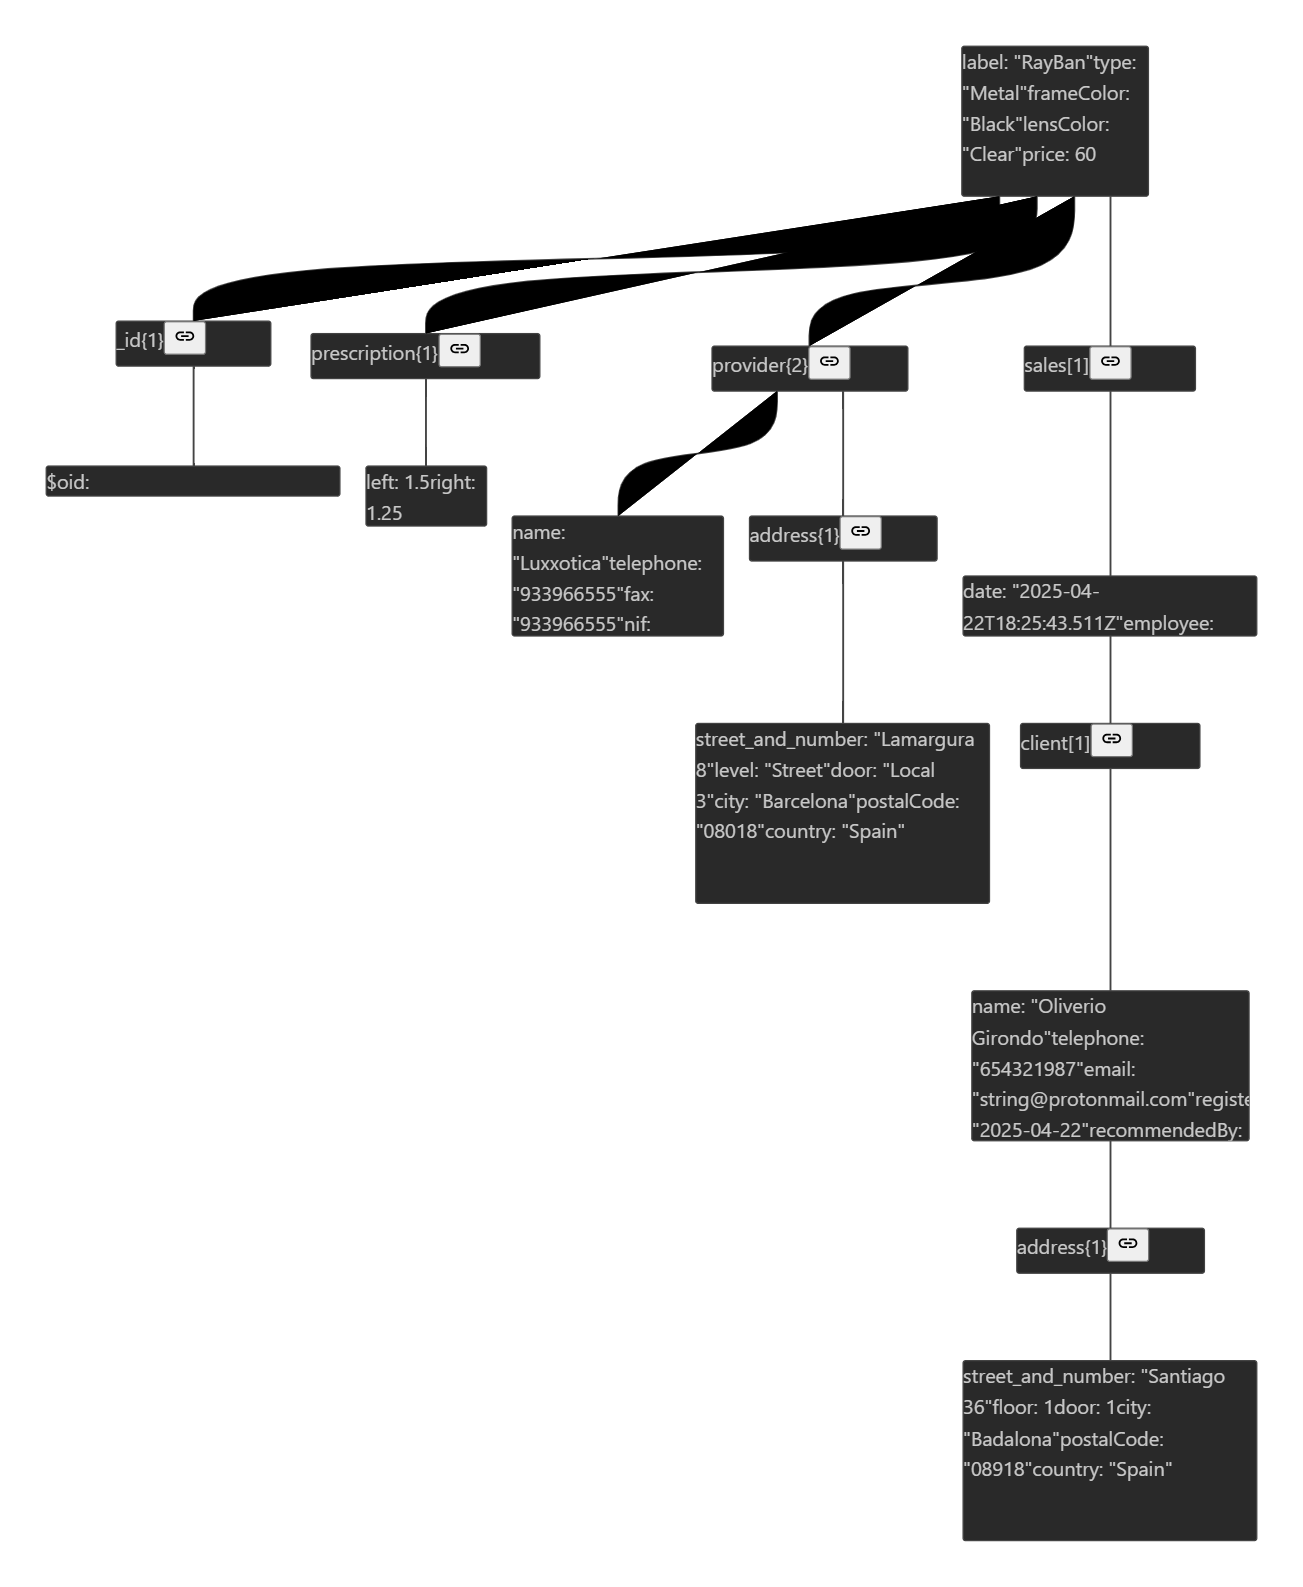 label: "RayBan"type:
"Metal"frameColor:
"Black"lensColor:
"Clear"price: 60
_id{1}
prescription{1}
provider{2}
sales[1]
$oid:
left: 1.5right:
1.25
name:
"Luxxotica"telephone:
"933966555"fax:
"933966555"nif:
address{1}
date: "2025-04-
22T18:25:43.511Z"employee:
street_and_number: "Lamargura
8"level: "Street"door: "Local
3"city: "Barcelona"postalCode:
"08018"country: "Spain"
client[1]
name: "Oliverio
Girondo"telephone:
"654321987"email:
"string@protonmail.com"registe
"2025-04-22"recommendedBy:
address{1}
street_and_number: "Santiago
36"floor: 1door: 1city:
"Badalona"postalCode:
"08918"country: "Spain"